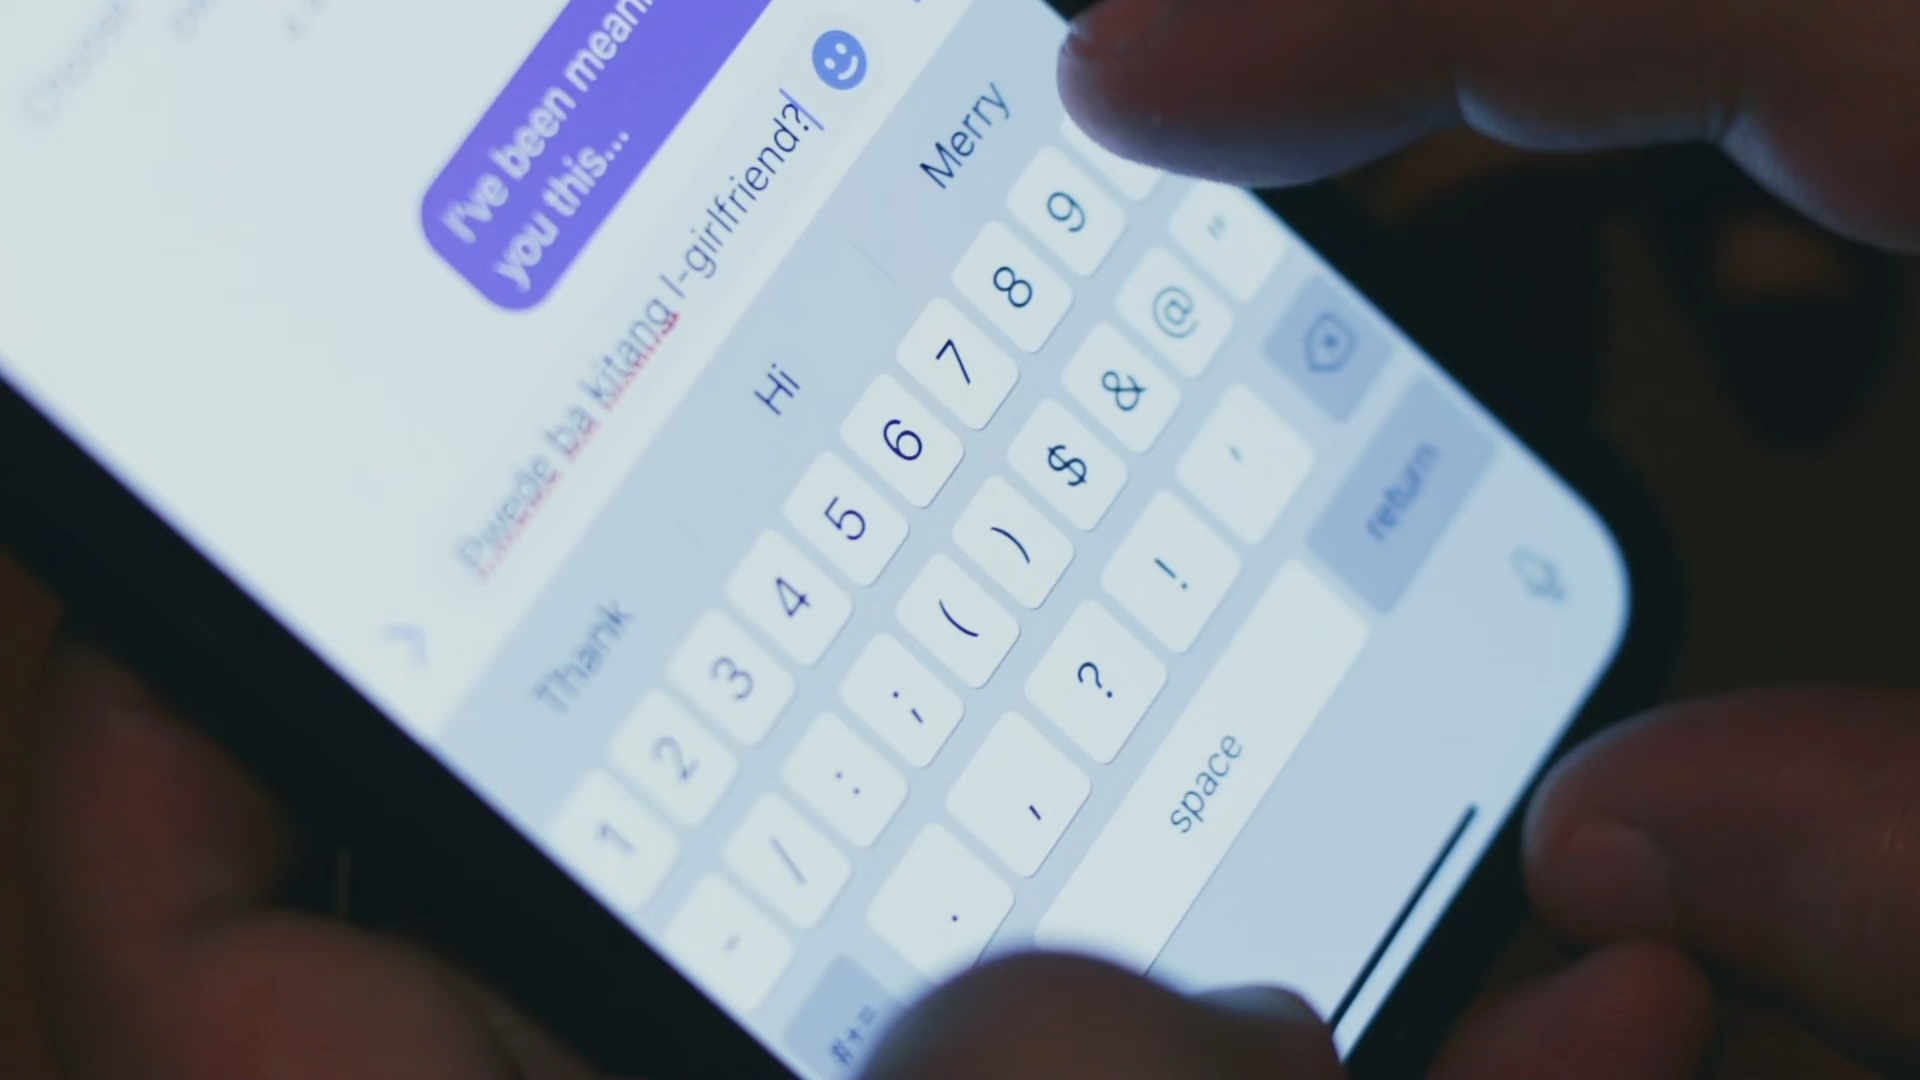 I've been
you this...
Pwede ba kitang I-girlfriend?
Thank Hi Merry
1 2 3 4 5 6 7 8 9
- / : ; ( ) $ & @ "
#+= . , ? ! '
space return